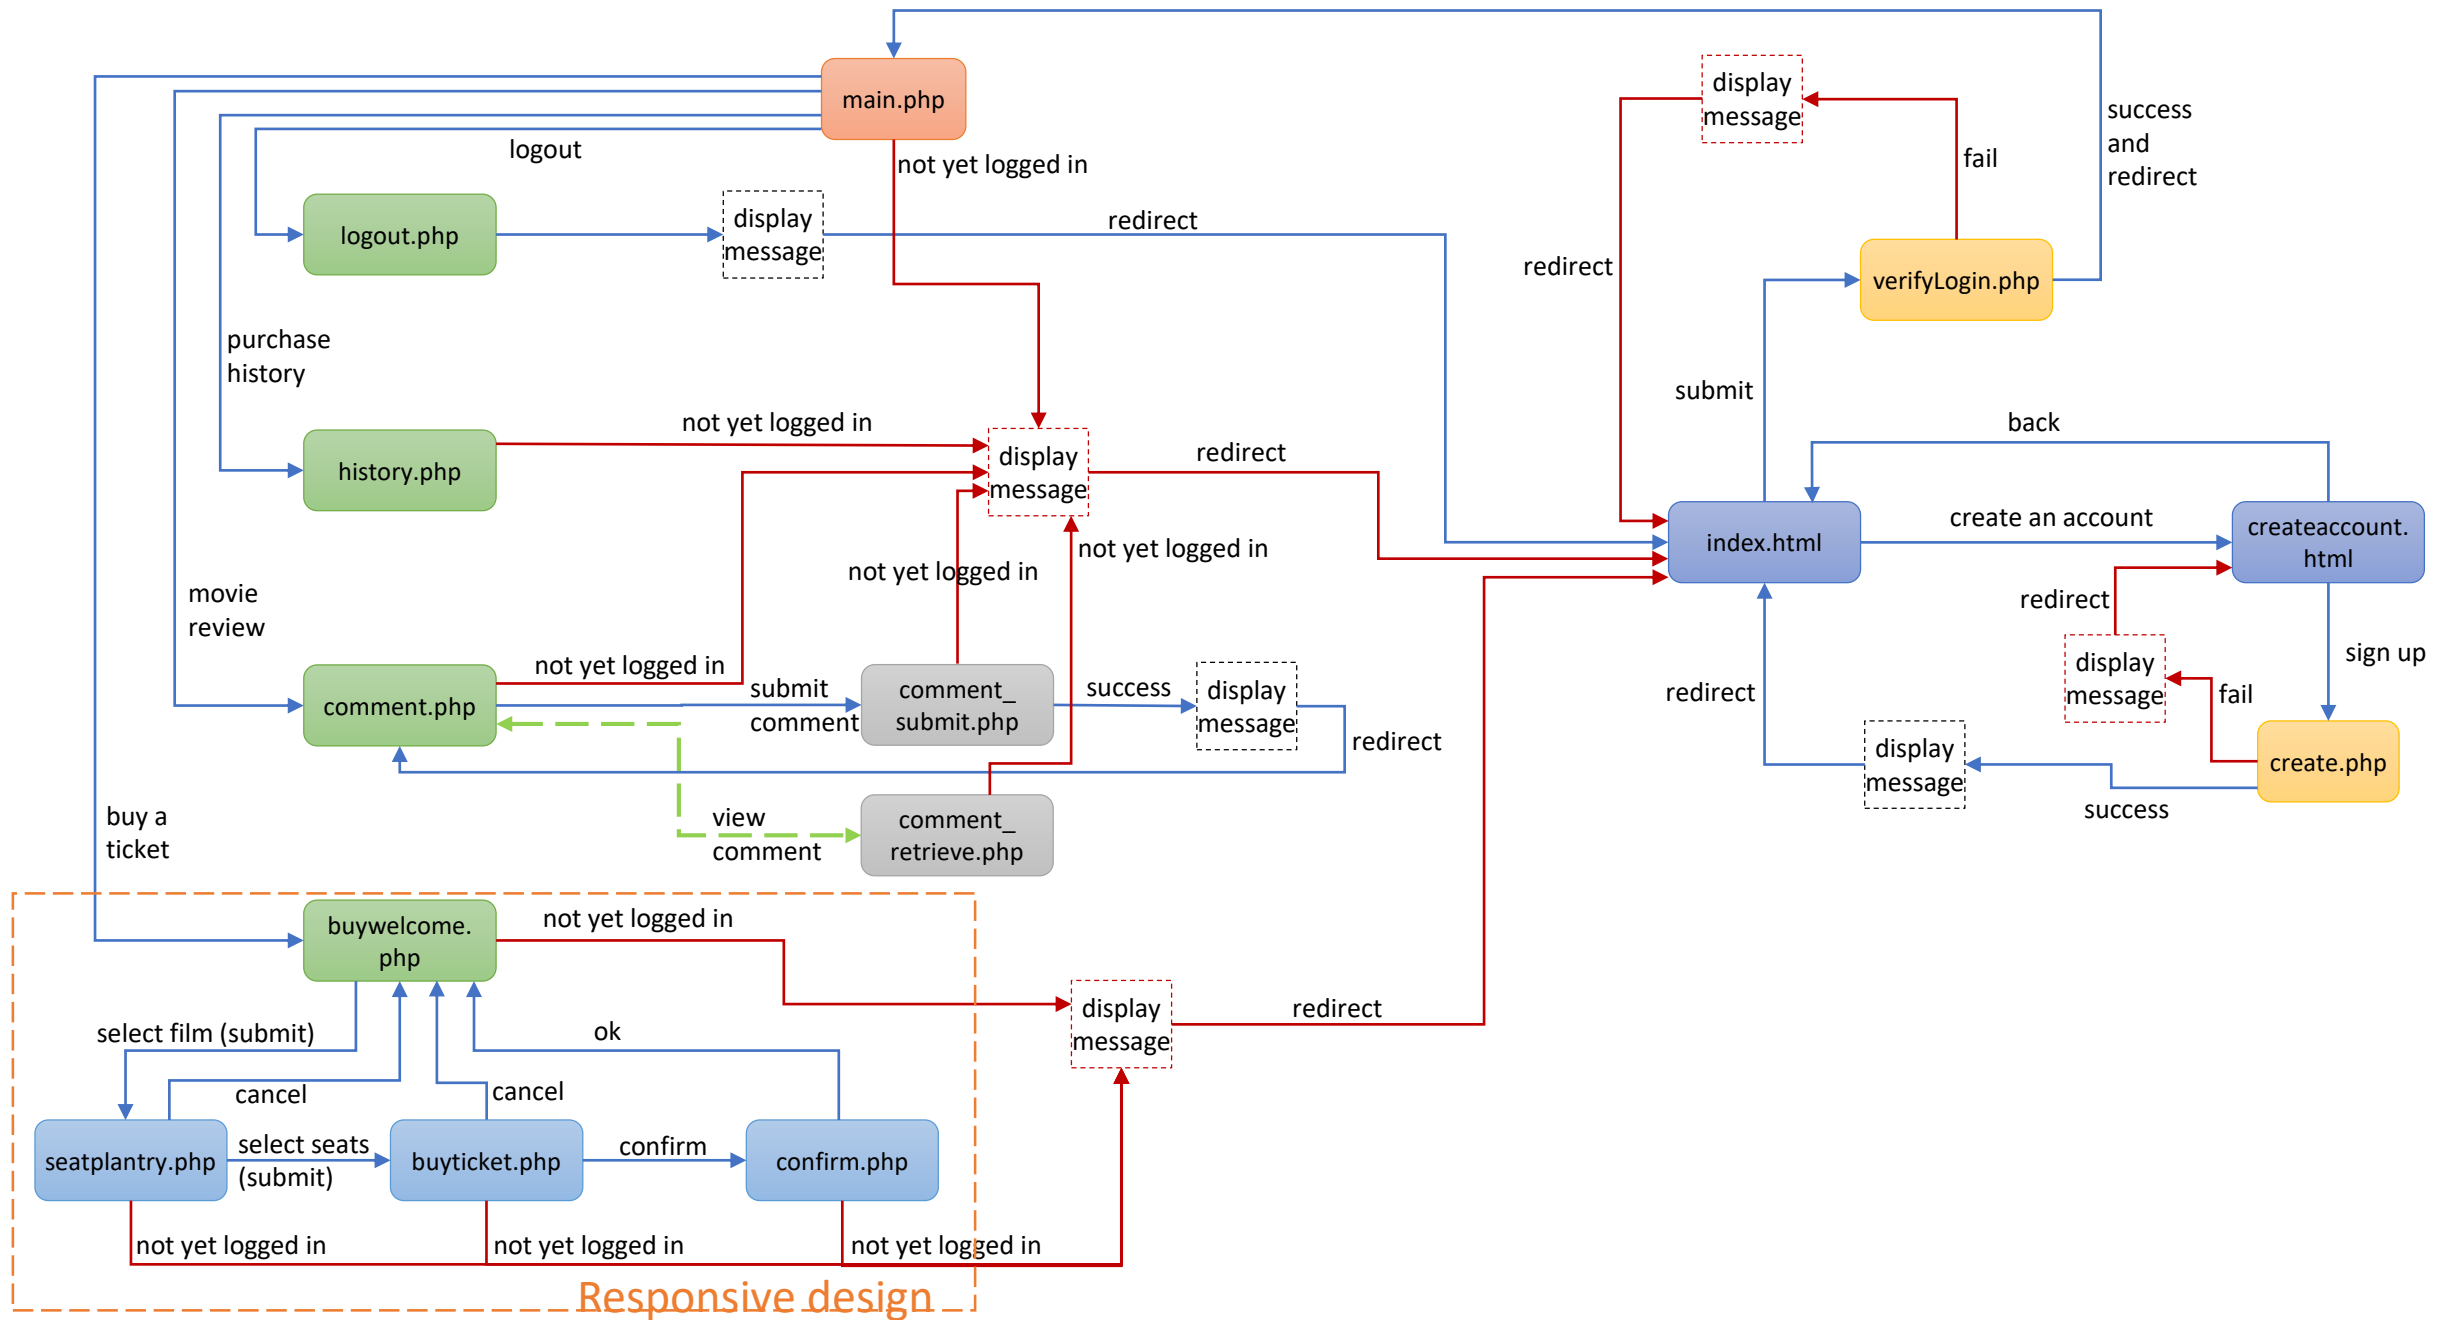 main.php
logout
not yet logged in
display
message
fail
success
and
redirect
logout.php
display
message
redirect
redirect
verifyLogin.php
purchase
history
submit
history.php
not yet logged in
display
message
redirect
back
index.html
create an account
createaccount.
html
not yet logged in
not yet logged in
movie
review
redirect
display
message
sign up
fail
comment.php
not yet logged in
submit
comment
comment_
submit.php
success
display
message
redirect
redirect
display
message
create.php
success
buy a
ticket
view
comment
comment_
retrieve.php
buywelcome.
php
not yet logged in
display
message
redirect
select film (submit)
ok
cancel
cancel
seatplantry.php
select seats
(submit)
buyticket.php
confirm
confirm.php
not yet logged in
not yet logged in
not yet logged in
Responsive design